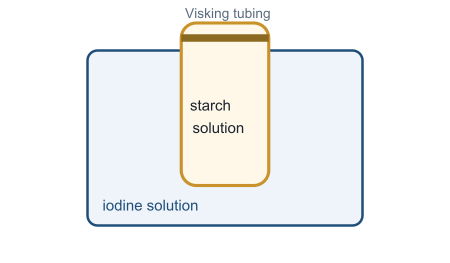 Visking tubing
starch
solution
iodine solution